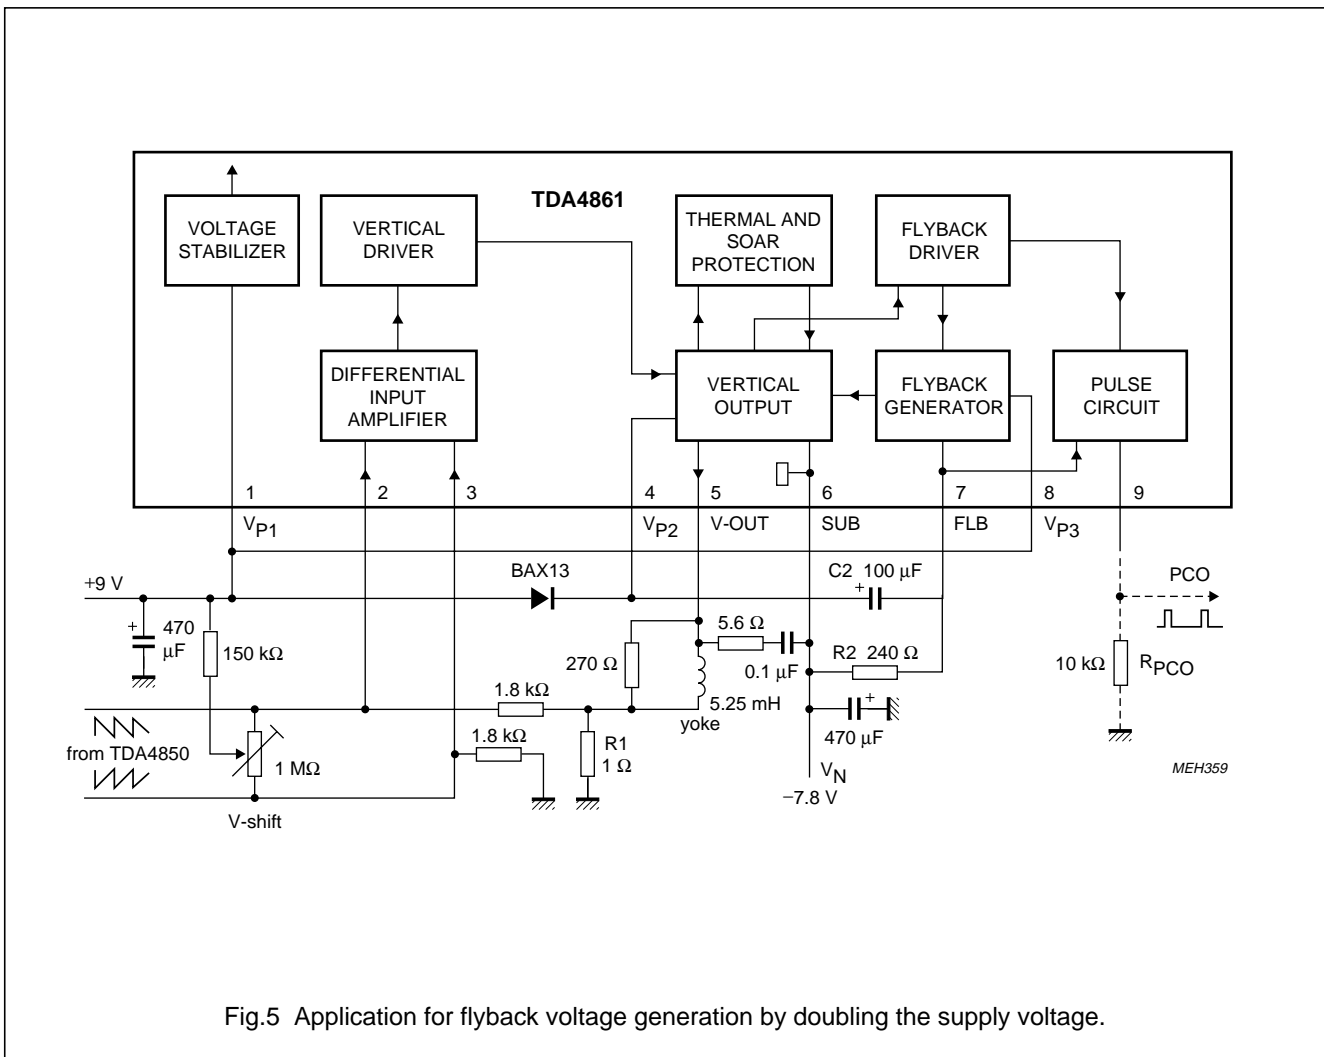 TDA4861
VOLTAGE
STABILIZER
VERTICAL
DRIVER
THERMAL AND
SOAR
PROTECTION
FLYBACK
DRIVER
DIFFERENTIAL
INPUT
AMPLIFIER
VERTICAL
OUTPUT
FLYBACK
GENERATOR
PULSE
CIRCUIT
1 2 3 4 5 6 7 8 9
VP1 VP2 V-OUT SUB FLB VP3
+9 V
BAX13
C2 100 μF
+
PCO
+ 470
μF
150 kΩ
270 Ω
5.6 Ω
0.1 μF
R2 240 Ω
10 kΩ RPCO
1.8 kΩ
5.25 mH
yoke
+
470 μF
from TDA4850
1 MΩ
1.8 kΩ
R1
1 Ω
VN
−7.8 V
MEH359
V-shift
Fig.5 Application for flyback voltage generation by doubling the supply voltage.